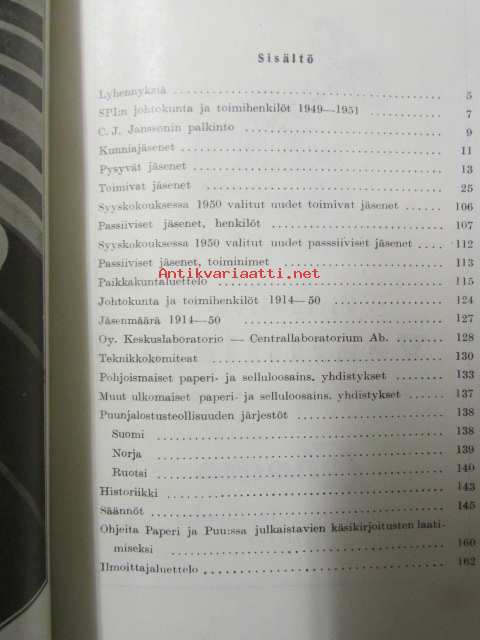 Sisältö
Lyhennyksiä 5
SPI:n johtokunta ja toimihenkilöt 1949—1951 7
C. J. Janssonin palkinto 9
Kunniajäsenet 11
Pysyvät jäsenet 13
Toimivat jäsenet 25
Syyskokouksessa 1950 valitut uudet toimivat jäsenet 106
Passiiviset jäsenet, henkilöt 107
Syyskokouksessa 1950 valitut uudet passsiiviset jäsenet 112
Passiiviset jäsenet, toiminimet 113
Antikvariaatti.net
Paikkakuntaluettelo 115
Johtokunta ja toimihenkilöt 1914—50 124
Jäsenmäärä 1914—50 127
Oy. Keskuslaboratorio — Centrallaboratorium Ab. 128
Teknikkokomiteat 130
Pohjoismaiset paperi- ja selluloosains. yhdistykset 133
Muut ulkomaiset paperi- ja selluloosains. yhdistykset 137
Puunjalostusteollisuuden järjestöt 138
Suomi 138
Norja 139
Ruotsi 140
Historiikki 143
Säännöt 145
Ohjeita Paperi ja Puu:ssa julkaistavien käsikirjoitusten laati-
miseksi 160
Ilmoittajaluettelo 162